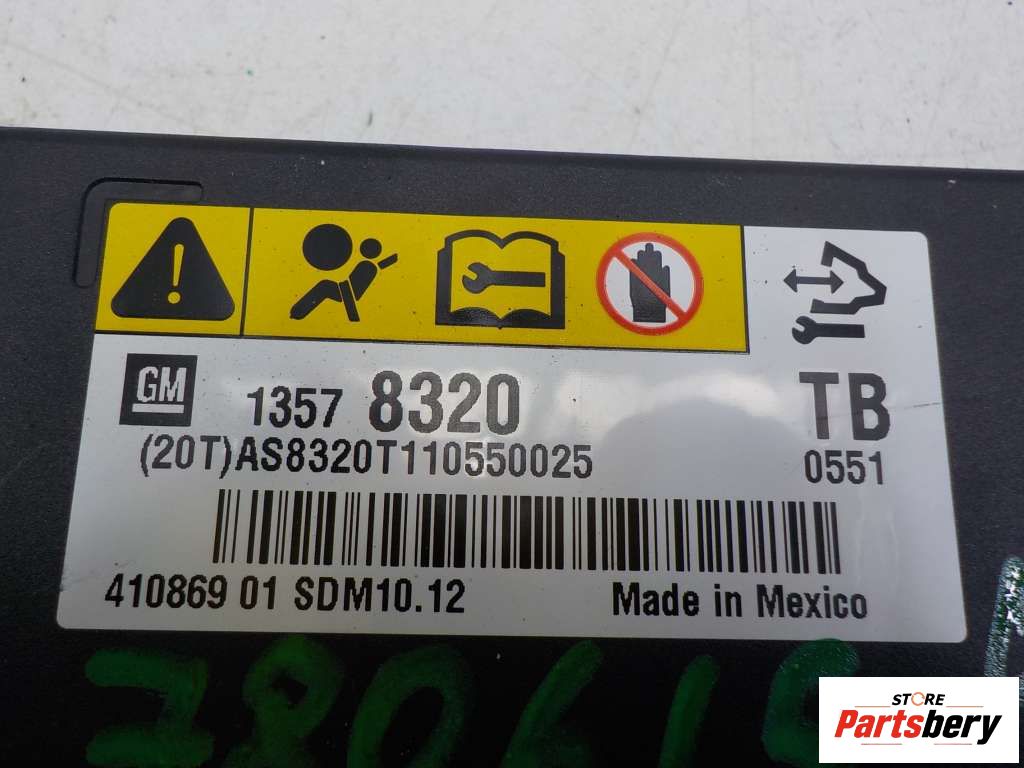 GM
1357 8320 TB
(20T)AS8320T110550025 0551
410869 01 SDM10.12 Made in Mexico
STORE
Partsbery